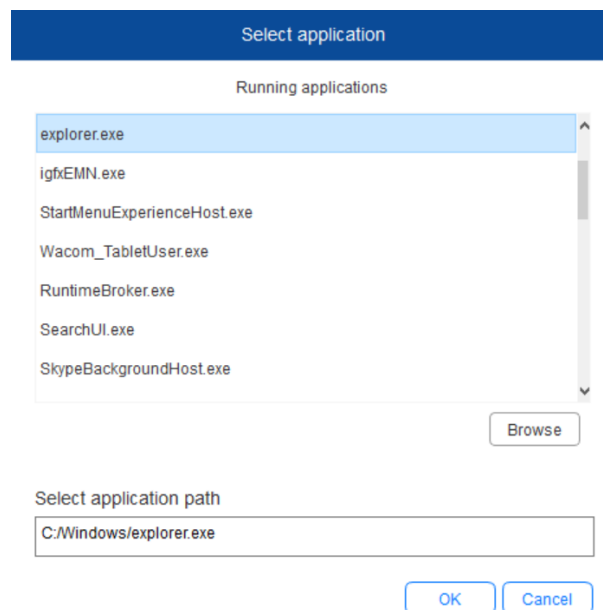 Select application
Running applications
explorer.exe
igfxEMN.exe
StartMenuExperienceHost.exe
Wacom_TabletUser.exe
RuntimeBroker.exe
SearchUI.exe
SkypeBackgroundHost.exe
Browse
Select application path
C:/Windows/explorer.exe
OK Cancel